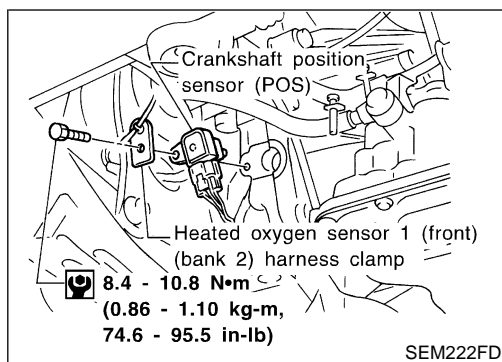 Crankshaft position
sensor (POS)
Heated oxygen sensor 1 (front)
(bank 2) harness clamp
8.4 - 10.8 N•m
(0.86 - 1.10 kg-m,
74.6 - 95.5 in-lb)
SEM222FD